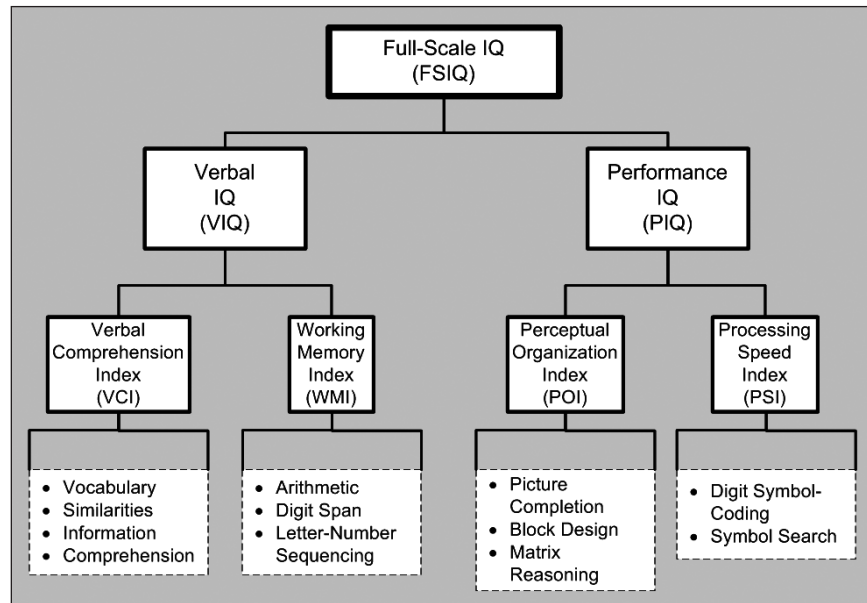 Full-Scale IQ
(FSIQ)
Verbal
IQ
(VIQ)
Performance
IQ
(PIQ)
Verbal
Comprehension
Index
(VCI)
Working
Memory
Index
(WMI)
Perceptual
Organization
Index
(POI)
Processing
Speed
Index
(PSI)
• Vocabulary
• Similarities
• Information
• Comprehension
• Arithmetic
• Digit Span
• Letter-Number
Sequencing
• Picture
Completion
• Block Design
• Matrix
Reasoning
• Digit Symbol-
Coding
• Symbol Search